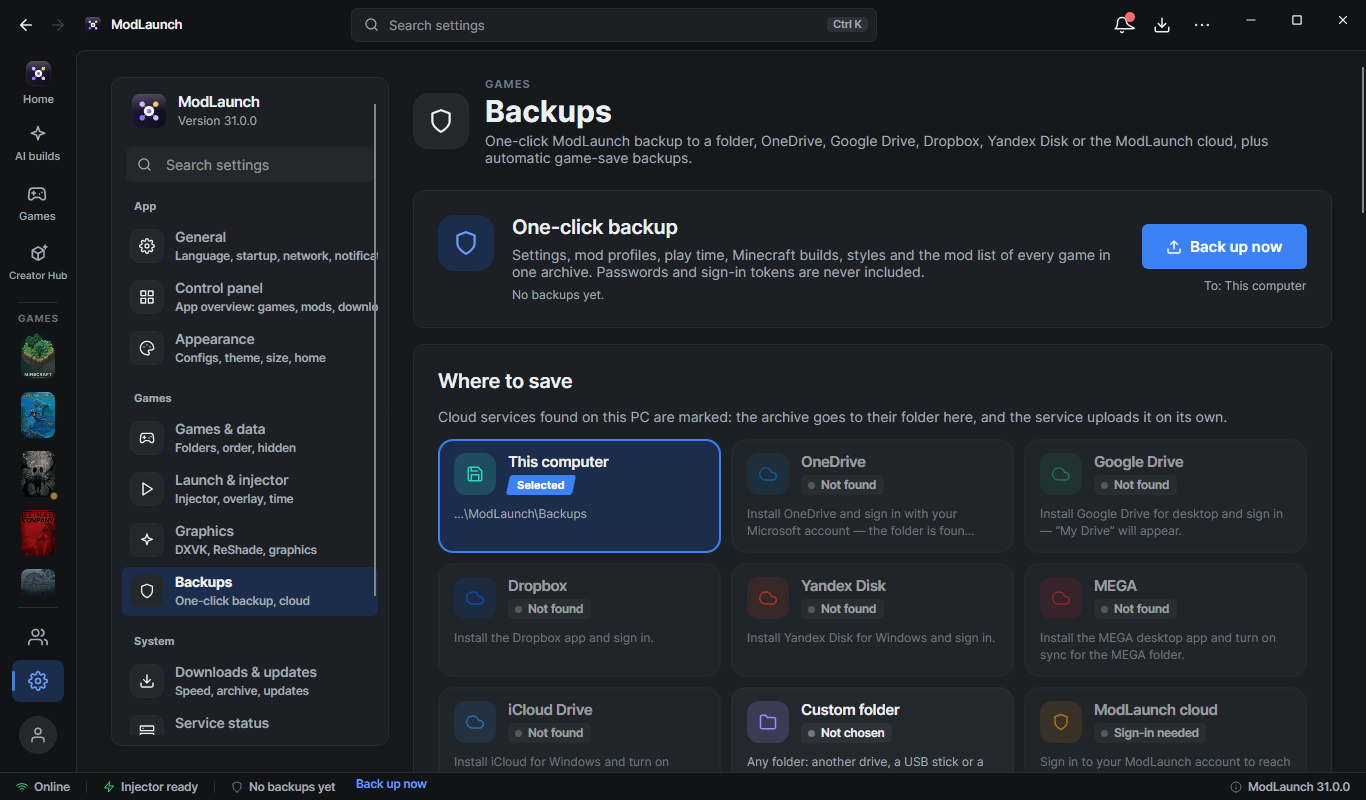 ModLaunch
Search settings
Ctrl K
Home
AI builds
Games
Creator Hub
GAMES
MINECRAFT
LETHAL COMPANY
ModLaunch
Version 31.0.0
Search settings
App
General
Language, startup, network, notifica
Control panel
App overview: games, mods, downlo
Appearance
Configs, theme, size, home
Games
Games & data
Folders, order, hidden
Launch & injector
Injector, overlay, time
Graphics
DXVK, ReShade, graphics
Backups
One-click backup, cloud
System
Downloads & updates
Speed, archive, updates
Service status
GAMES
Backups
One-click ModLaunch backup to a folder, OneDrive, Google Drive, Dropbox, Yandex Disk or the ModLaunch cloud, plus
automatic game-save backups.
One-click backup
Settings, mod profiles, play time, Minecraft builds, styles and the mod list of every game in
one archive. Passwords and sign-in tokens are never included.
No backups yet.
Back up now
To: This computer
Where to save
Cloud services found on this PC are marked: the archive goes to their folder here, and the service uploads it on its own.
This computer
Selected
...\ModLaunch\Backups
OneDrive
Not found
Install OneDrive and sign in with your
Microsoft account — the folder is foun...
Google Drive
Not found
Install Google Drive for desktop and sign in
— “My Drive” will appear.
Dropbox
Not found
Install the Dropbox app and sign in.
Yandex Disk
Not found
Install Yandex Disk for Windows and sign in.
MEGA
Not found
Install the MEGA desktop app and turn on
sync for the MEGA folder.
iCloud Drive
Not found
Install iCloud for Windows and turn on
Custom folder
Not chosen
Any folder: another drive, a USB stick or a
ModLaunch cloud
Sign-in needed
Sign in to your ModLaunch account to reach
Online
Injector ready
No backups yet
Back up now
ModLaunch 31.0.0